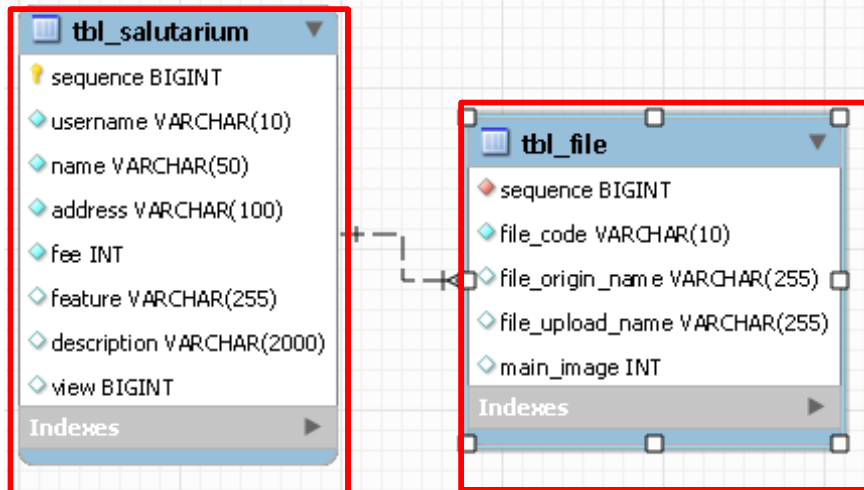 tbl_salutarium
sequence BIGINT
username VARCHAR(10)
name VARCHAR(50)
address VARCHAR(100)
fee INT
feature VARCHAR(255)
description VARCHAR(2000)
view BIGINT
Indexes
tbl_file
sequence BIGINT
file_code VARCHAR(10)
file_origin_name VARCHAR(255)
file_upload_name VARCHAR(255)
main_image INT
Indexes